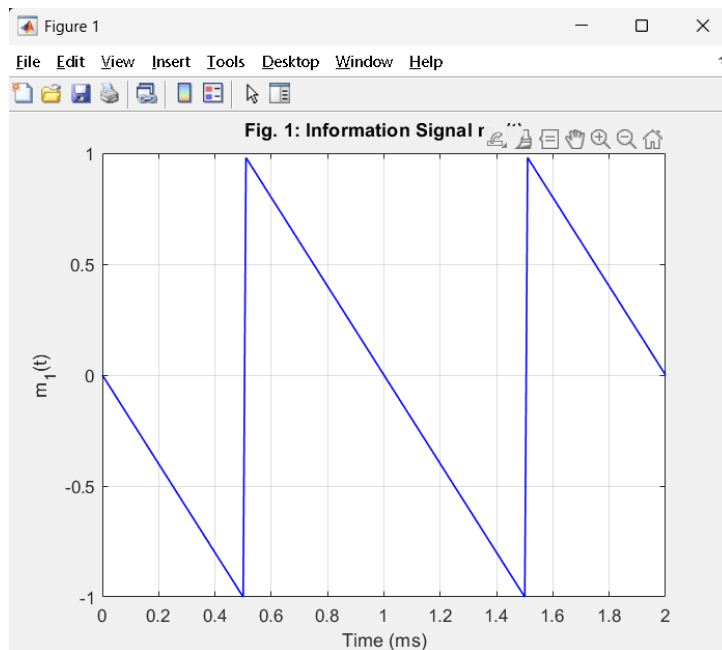 Figure 1
File Edit View Insert Tools Desktop Window Help
Fig. 1: Information Signal
1
0.5
0
-0.5
-1
m1(t)
0 0.2 0.4 0.6 0.8 1 1.2 1.4 1.6 1.8 2
Time (ms)